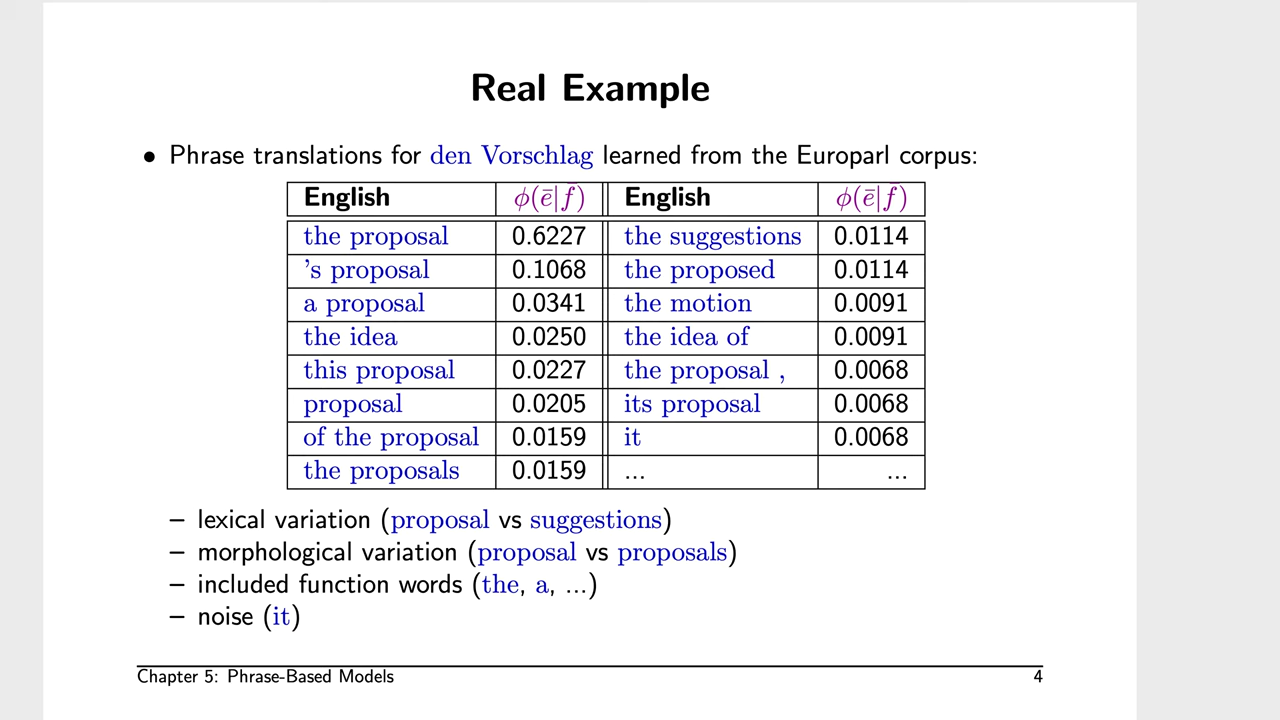 Real Example
• Phrase translations for den Vorschlag learned from the Europarl corpus:
English ϕ(ē|f̄) English ϕ(ē|f̄)
the proposal 0.6227 the suggestions 0.0114
’s proposal 0.1068 the proposed 0.0114
a proposal 0.0341 the motion 0.0091
the idea 0.0250 the idea of 0.0091
this proposal 0.0227 the proposal , 0.0068
proposal 0.0205 its proposal 0.0068
of the proposal 0.0159 it 0.0068
the proposals 0.0159 ... ...
– lexical variation (proposal vs suggestions)
– morphological variation (proposal vs proposals)
– included function words (the, a, ...)
– noise (it)
Chapter 5: Phrase-Based Models 4